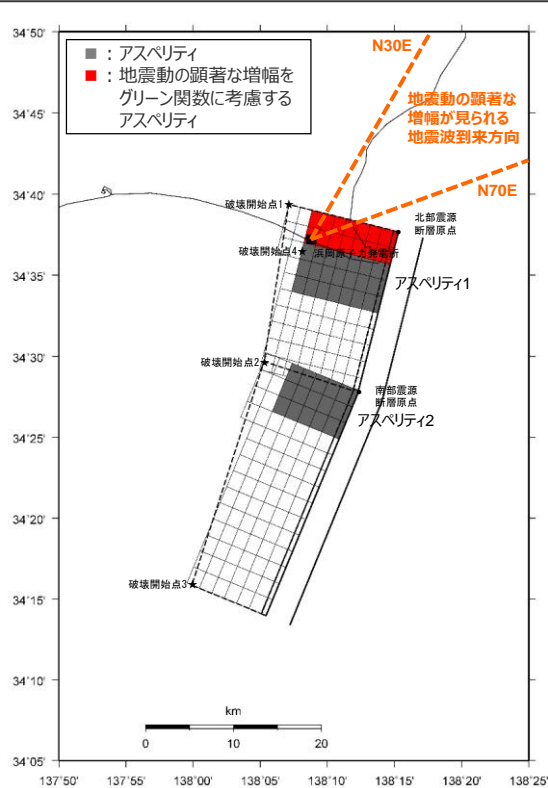 34°50'
34°45'
34°40'
34°35'
34°30'
34°25'
34°20'
34°15'
34°10'
34°05'
■ : アスペリティ
■ : 地震動の顕著な増幅を
グリーン関数に考慮する
アスペリティ
N30E
地震動の顕著な
増幅が見られる
地震波到来方向
N70E
破壊開始点1★
北部震源
断層原点
破壊開始点4★
浜岡原子力発電所
アスペリティ1
破壊開始点2★
南部震源
断層原点
アスペリティ2
破壊開始点3★
km
0 10 20
137°50' 137°55' 138°00' 138°05' 138°10' 138°15' 138°20' 138°25'